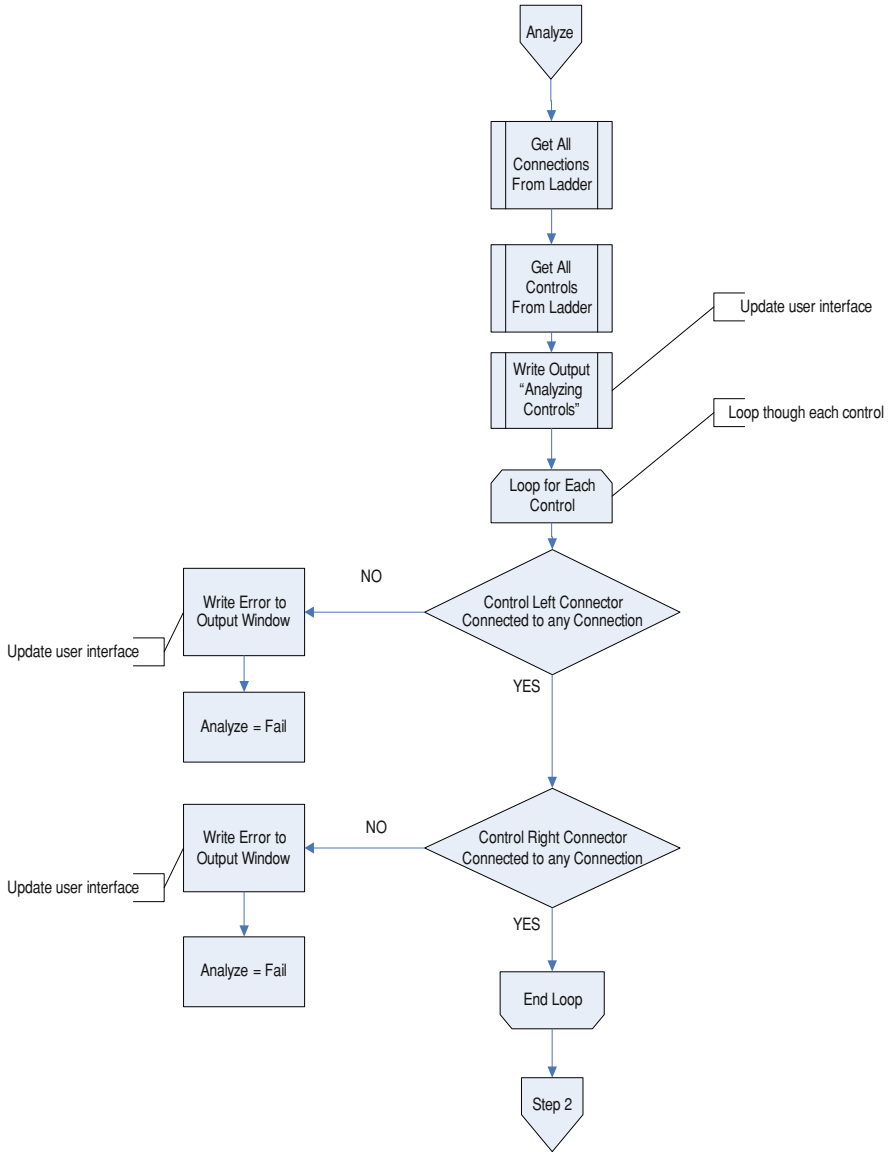 Analyze
Get All
Connections
From Ladder
Get All
Controls
From Ladder
Update user interface
Write Output
“Analyzing
Controls”
Loop though each control
Loop for Each
Control
NO
Write Error to
Output Window
Control Left Connector
Connected to any Connection
Update user interface
YES
Analyze = Fail
NO
Write Error to
Output Window
Control Right Connector
Connected to any Connection
Update user interface
YES
Analyze = Fail
End Loop
Step 2